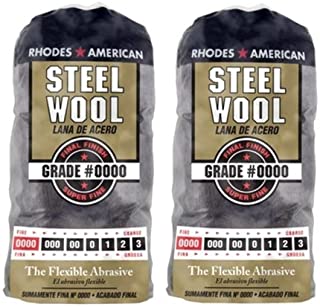 RHODES ★ AMERICAN
STEEL
WOOL
LANA DE ACERO
FINAL FINISH
GRADE #0000
SUPER FINE
FINE COARSE
0000 000 00 0 1 2 3
FINA GRUESA
The Flexible Abrasive
El abrasivo flexible
SUMAMENTE FINA Nº 0000 • ACABADO FINAL
RHODES ★ AMERICAN
STEEL
WOOL
LANA DE ACERO
FINAL FINISH
GRADE #0000
SUPER FINE
FINE COARSE
0000 000 00 0 1 2 3
FINA GRUESA
The Flexible Abrasive
El abrasivo flexible
SUMAMENTE FINA Nº 0000 • ACABADO FINAL